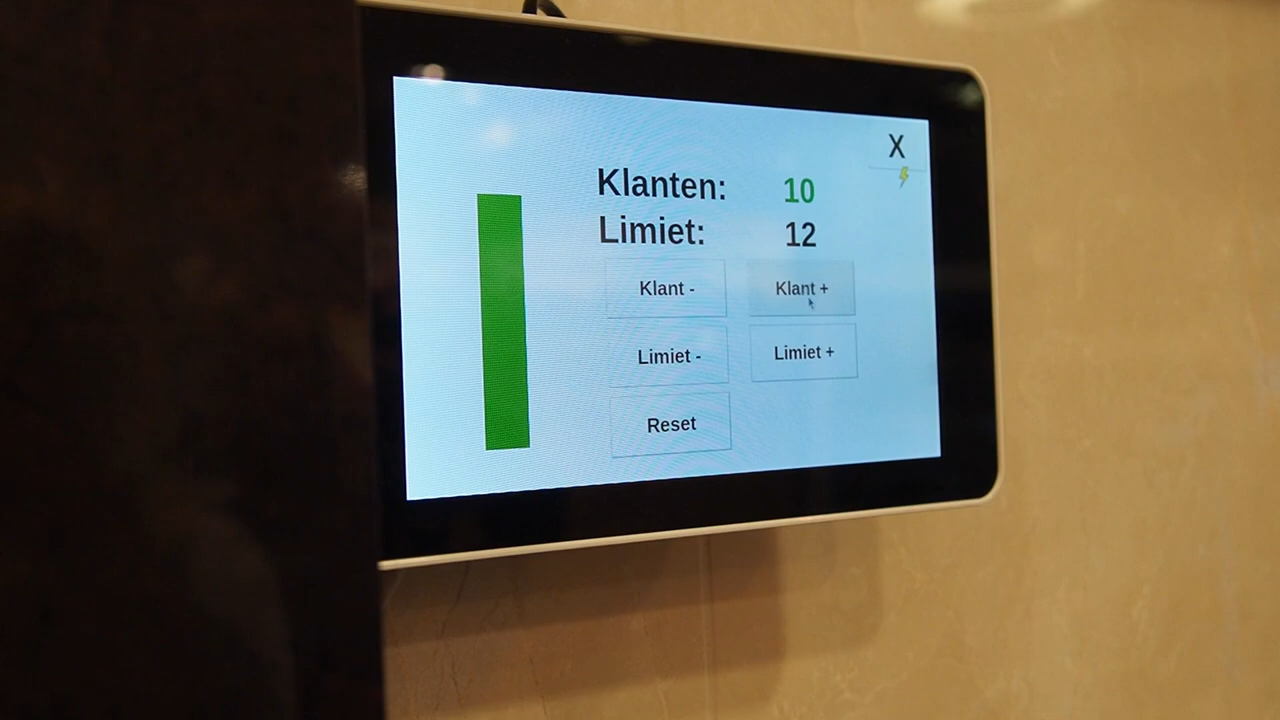 X
Klanten: 10
Limiet: 12
Klant - Klant +
Limiet - Limiet +
Reset